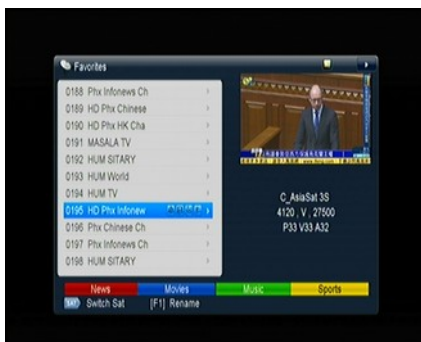 Favorites
0188 Phx Infonews Ch
0189 HD Phx Chinese
0190 HD Phx HK Cha
0191 MASALA TV
0192 HUM SITARY
0193 HUM World
0194 HUM TV
0195 HD Phx Infonew
0196 Phx Chinese Ch
0197 Phx Infonews Ch
0198 HUM SITARY
C_AsiaSat 3S
4120 , V , 27500
P33 V33 A32
News Movies Music Sports
SAT Switch Sat [F1] Rename